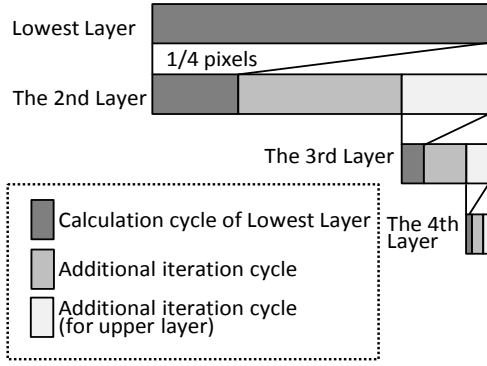 Lowest Layer
1/4 pixels
The 2nd Layer
The 3rd Layer
The 4th
Layer
Calculation cycle of Lowest Layer
Additional iteration cycle
Additional iteration cycle
(for upper layer)